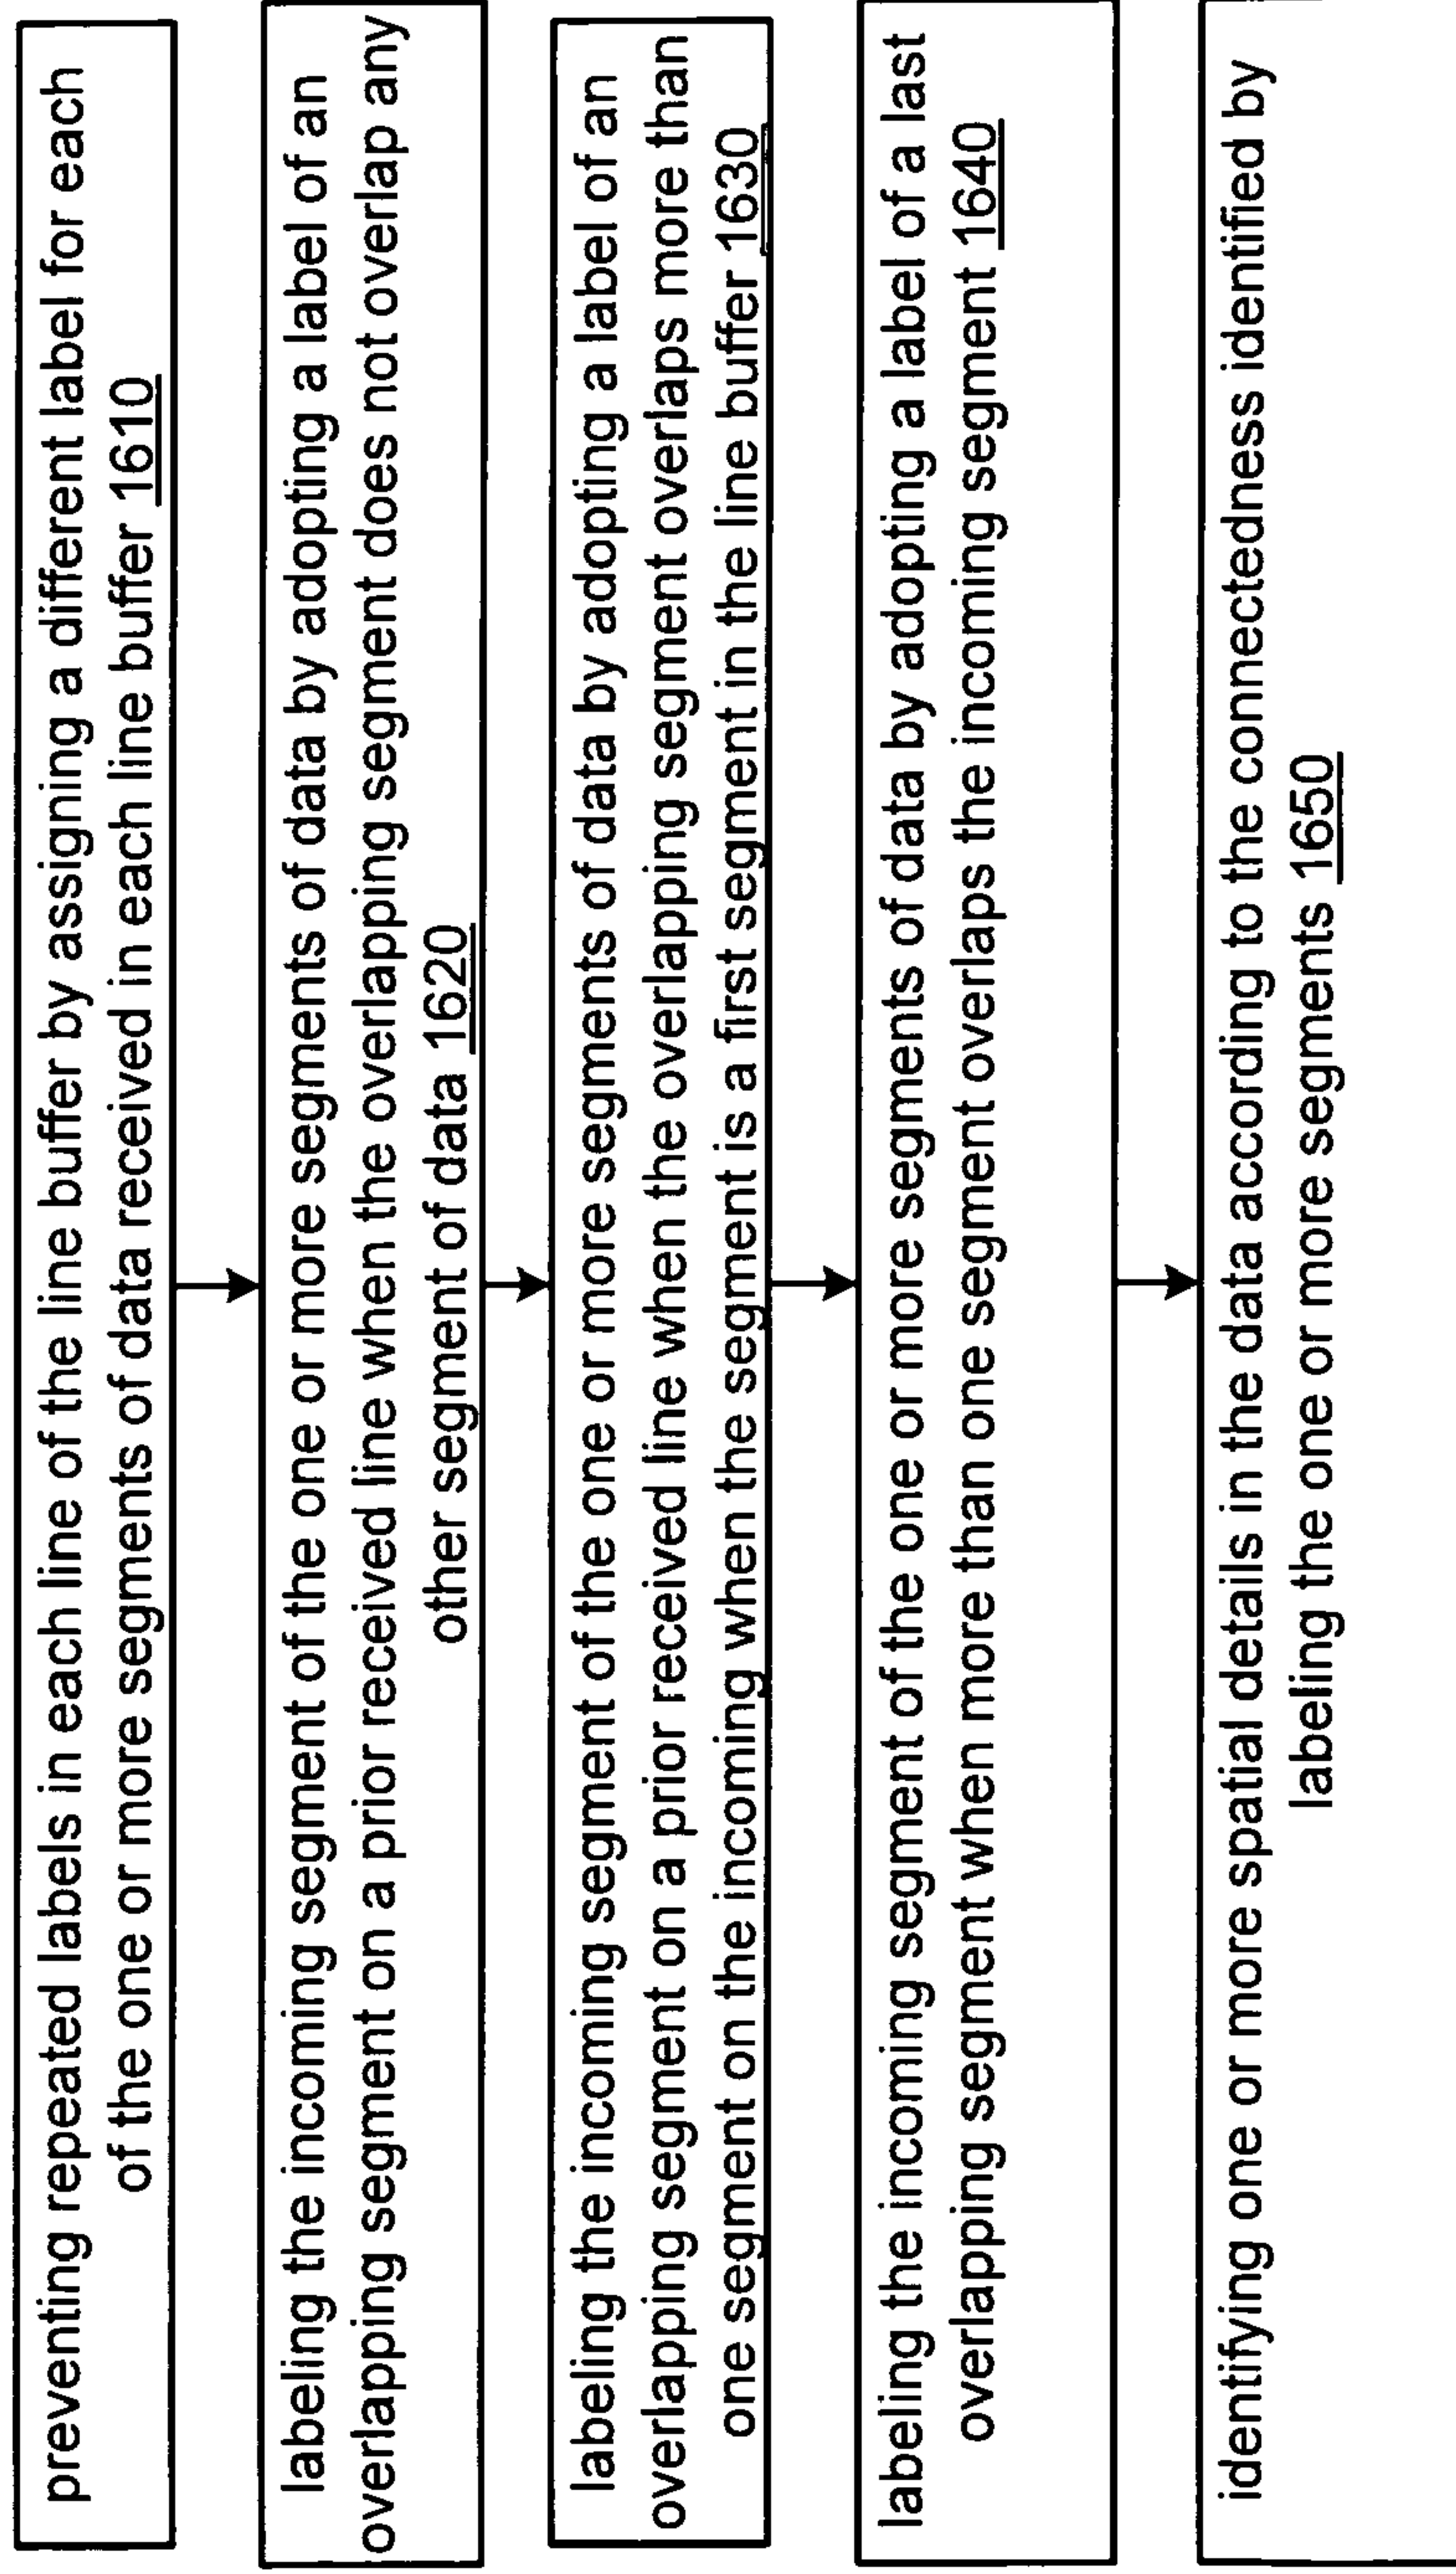 preventing repeated labels in each line of the line buffer by assigning a different label for each
of the one or more segments of data received in each line buffer 1610
labeling the incoming segment of the one or more segments of data by adopting a label of an
overlapping segment on a prior received line when the overlapping segment does not overlap any
other segment of data 1620
labeling the incoming segment of the one or more segments of data by adopting a label of an
overlapping segment on a prior received line when the overlapping segment overlaps more than
one segment on the incoming when the segment is a first segment in the line buffer 1630
labeling the incoming segment of the one or more segments of data by adopting a label of a last
overlapping segment when more than one segment overlaps the incoming segment 1640
identifying one or more spatial details in the data according to the connectedness identified by
labeling the one or more segments 1650